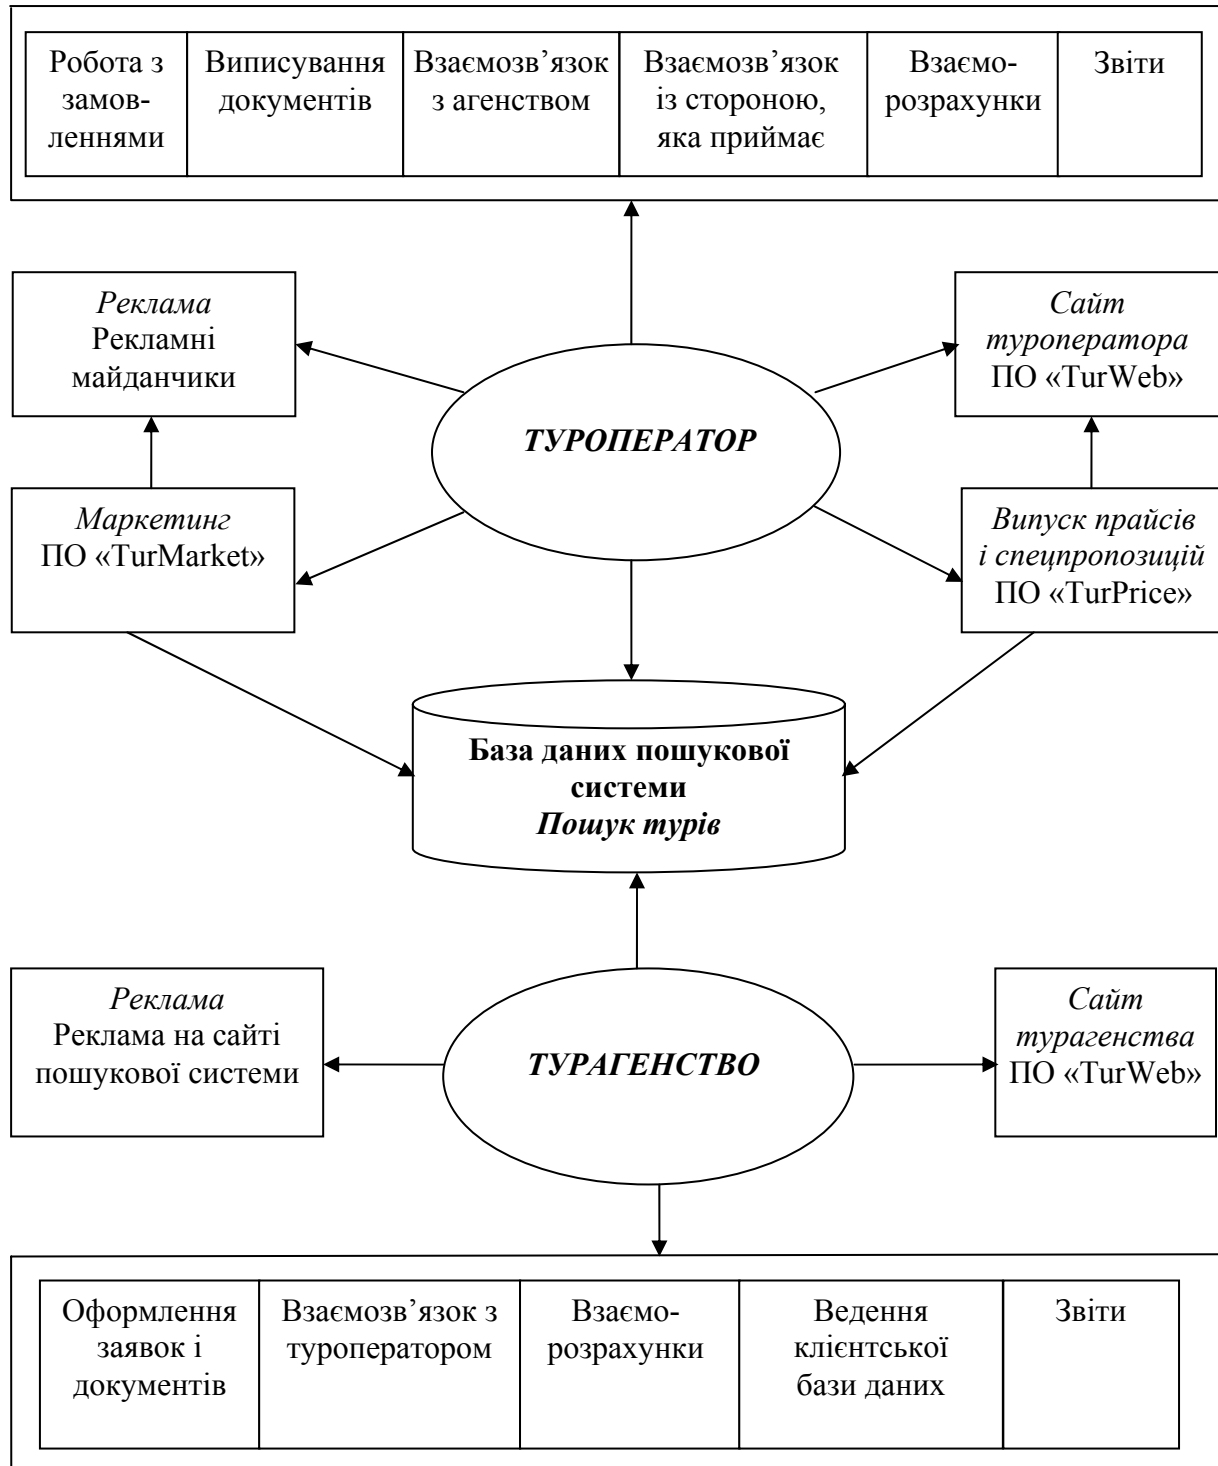 Робота з
замов-
леннями
Виписування
документів
Взаємозв’язок
з агенством
Взаємозв’язок
із стороною,
яка приймає
Взаємо-
розрахунки
Звіти
Реклама
Рекламні
майданчики
Сайт
туроператора
ПО «TurWeb»
ТУРОПЕРАТОР
Маркетинг
ПО «TurMarket»
Випуск прайсів
і спецпропозицій
ПО «TurPrice»
База даних пошукової
системи
Пошук турів
Реклама
Реклама на сайті
пошукової системи
ТУРАГЕНСТВО
Сайт
турагенства
ПО «TurWeb»
Оформлення
заявок і
документів
Взаємозв’язок з
туроператором
Взаємо-
розрахунки
Ведення
клієнтської
бази даних
Звіти